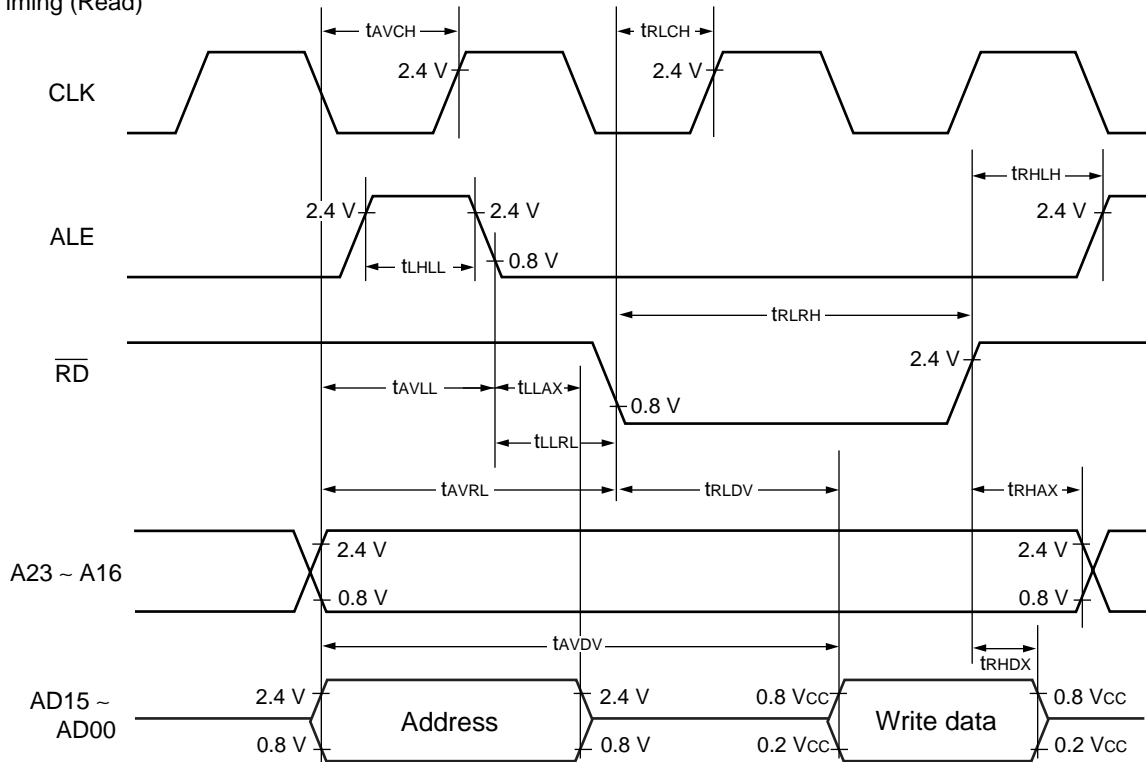 iming (Read)
tAVCH
tRLCH
2.4 V
2.4 V
CLK
tRHLH
2.4 V
2.4 V
2.4 V
ALE
0.8 V
tLHLL
tRLRH
RD
2.4 V
tAVLL
tLLAX
0.8 V
tLLRL
tAVRL
tRLDV
tRHAX
2.4 V
2.4 V
A23 ~ A16
0.8 V
0.8 V
tAVDV
tRHDX
AD15 ~
AD00
2.4 V
2.4 V
0.8 VCC
0.8 VCC
Address
Write data
0.8 V
0.8 V
0.2 VCC
0.2 VCC